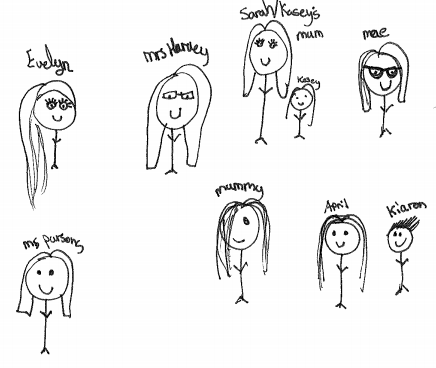 Sarah/Kasey's
mum
Evelyn
mrs Harvey
mae
Kasey
mummy
April
Kiaron
ms parsons